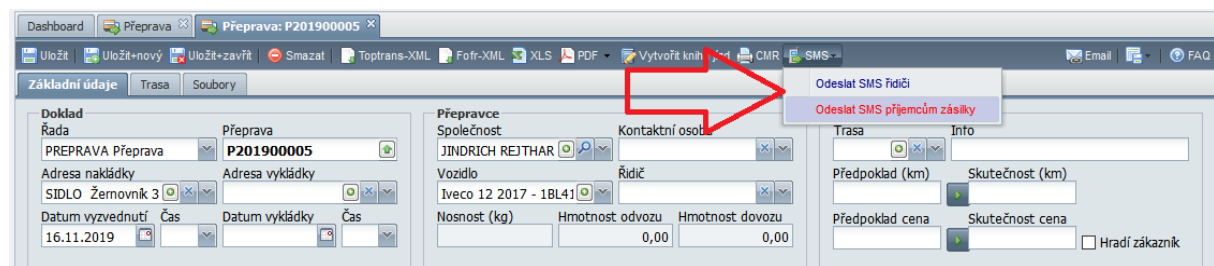 Dashboard Přeprava Přeprava: P201900005
Uložit Uložit+nový Uložit+zavřít Smazat Toptrans-XML Fofr-XML XLS PDF Vytvořit knih jízd CMR SMS Email FAQ
Základní údaje Trasa Soubory
Odeslat SMS řidiči
Odeslat SMS příjemcům zásilky
Doklad Přepravce
Řada Přeprava Společnost Kontaktní osoba Trasa Info
PREPRAVA Přeprava P201900005 JINDRICH REJTHAR
Adresa nakládky Adresa vykládky Vozidlo Řidič Předpoklad (km) Skutečnost (km)
SIDLO Žernovník 3 Iveco 12 2017 - 1BL41
Datum vyzvednutí Čas Datum vykládky Čas Nosnost (kg) Hmotnost odvozu Hmotnost dovozu Předpoklad cena Skutečnost cena
16.11.2019 0,00 0,00 Hradí zákazník